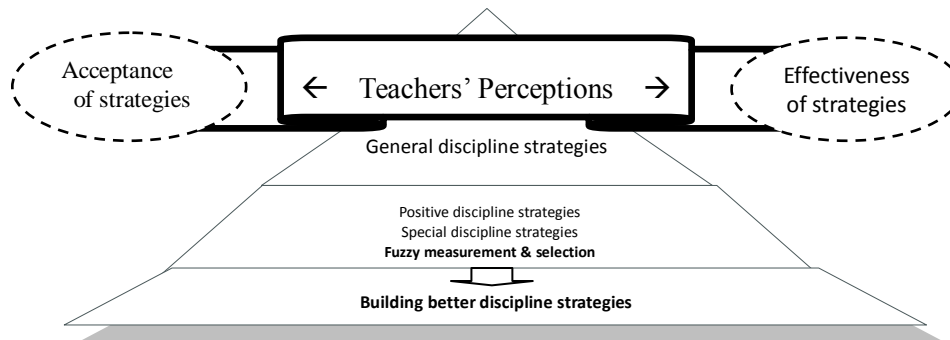 Acceptance
of strategies
← Teachers’ Perceptions →
Effectiveness
of strategies
General discipline strategies
Positive discipline strategies
Special discipline strategies
Fuzzy measurement & selection
Building better discipline strategies